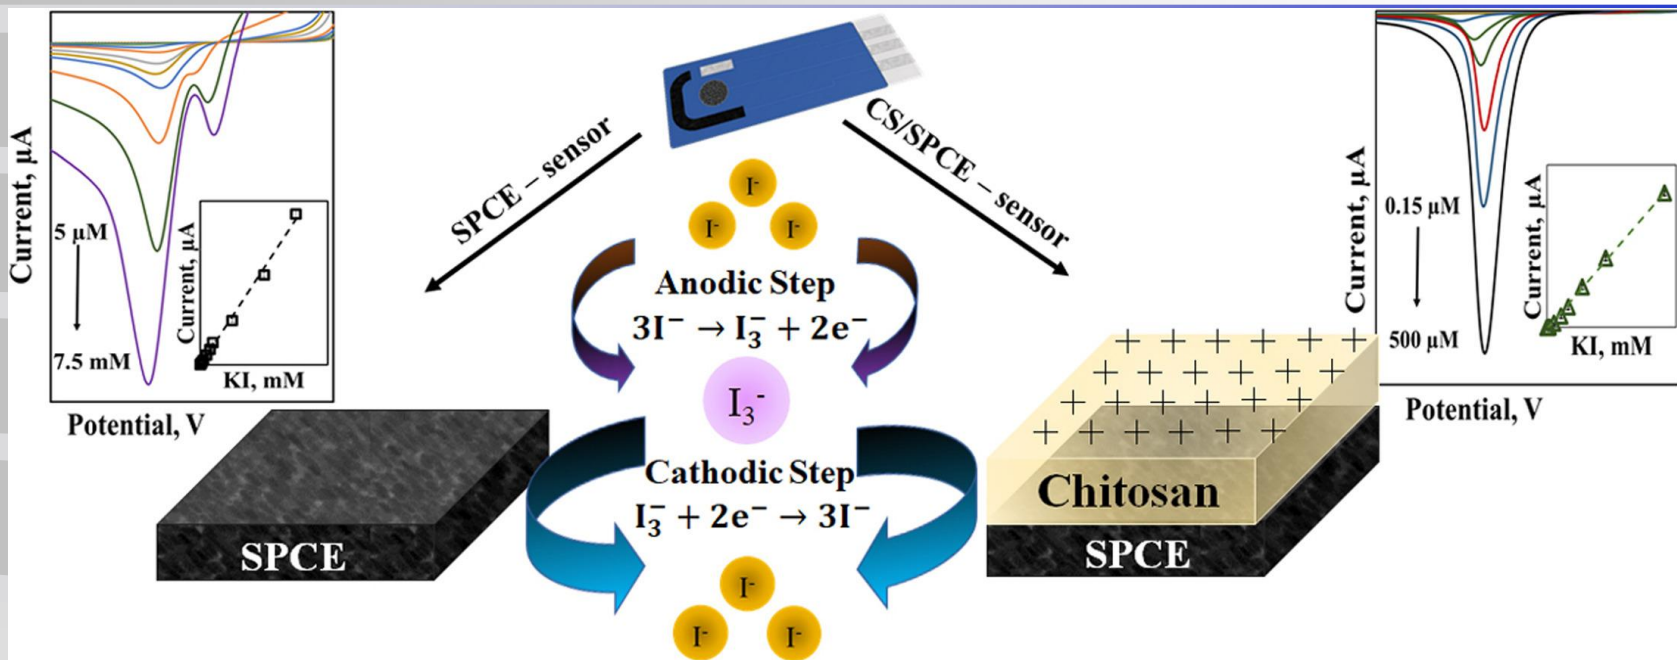 Current, µA
5 µM
7.5 mM
Current, µA
KI, mM
Potential, V
SPCE – sensor
CS/SPCE – sensor
I-
I-
I-
Anodic Step
3I⁻ → I₃⁻ + 2e⁻
I₃-
Cathodic Step
I₃⁻ + 2e⁻ → 3I⁻
I-
I-
I-
SPCE
+ + + + + +
+ + + + + +
+ + + + + +
+ + + + + +
Chitosan
SPCE
Current, µA
0.15 µM
500 µM
Current, µA
KI, mM
Potential, V